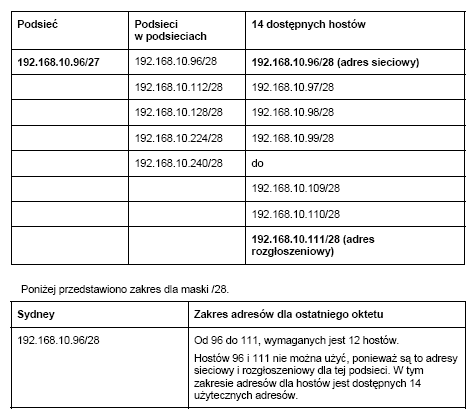 Podsieć Podsieci w podsieciach 14 dostępnych hostów
192.168.10.96/27 192.168.10.96/28 192.168.10.96/28 (adres sieciowy)
192.168.10.112/28 192.168.10.97/28
192.168.10.128/28 192.168.10.98/28
192.168.10.224/28 192.168.10.99/28
192.168.10.240/28 do
192.168.10.109/28
192.168.10.110/28
192.168.10.111/28 (adres
rozgłoszeniowy)
Poniżej przedstawiono zakres dla maski /28.
Sydney Zakres adresów dla ostatniego oktetu
192.168.10.96/28 Od 96 do 111, wymaganych jest 12 hostów.
Hostów 96 i 111 nie można użyć, ponieważ są to adresy
sieciowy i rozgłoszeniowy dla tej podsieci. W tym
zakresie adresów dla hostów jest dostępnych 14
użytecznych adresów.